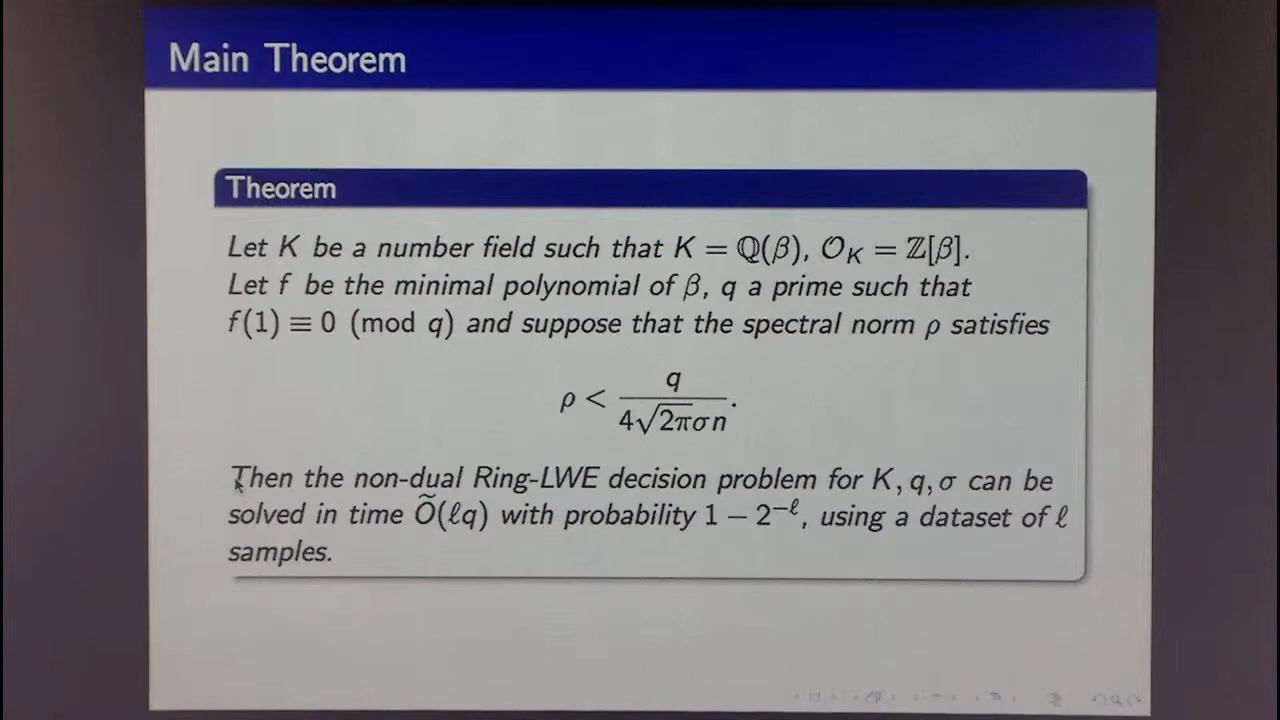 Main Theorem
Theorem
Let K be a number field such that K = ℚ(β), 𝒪_K = ℤ[β].
Let f be the minimal polynomial of β, q a prime such that
f(1) ≡ 0 (mod q) and suppose that the spectral norm ρ satisfies
ρ < q / (4√(2π)σn).
Then the non-dual Ring-LWE decision problem for K, q, σ can be
solved in time Õ(ℓq) with probability 1 − 2^{−ℓ}, using a dataset of ℓ
samples.